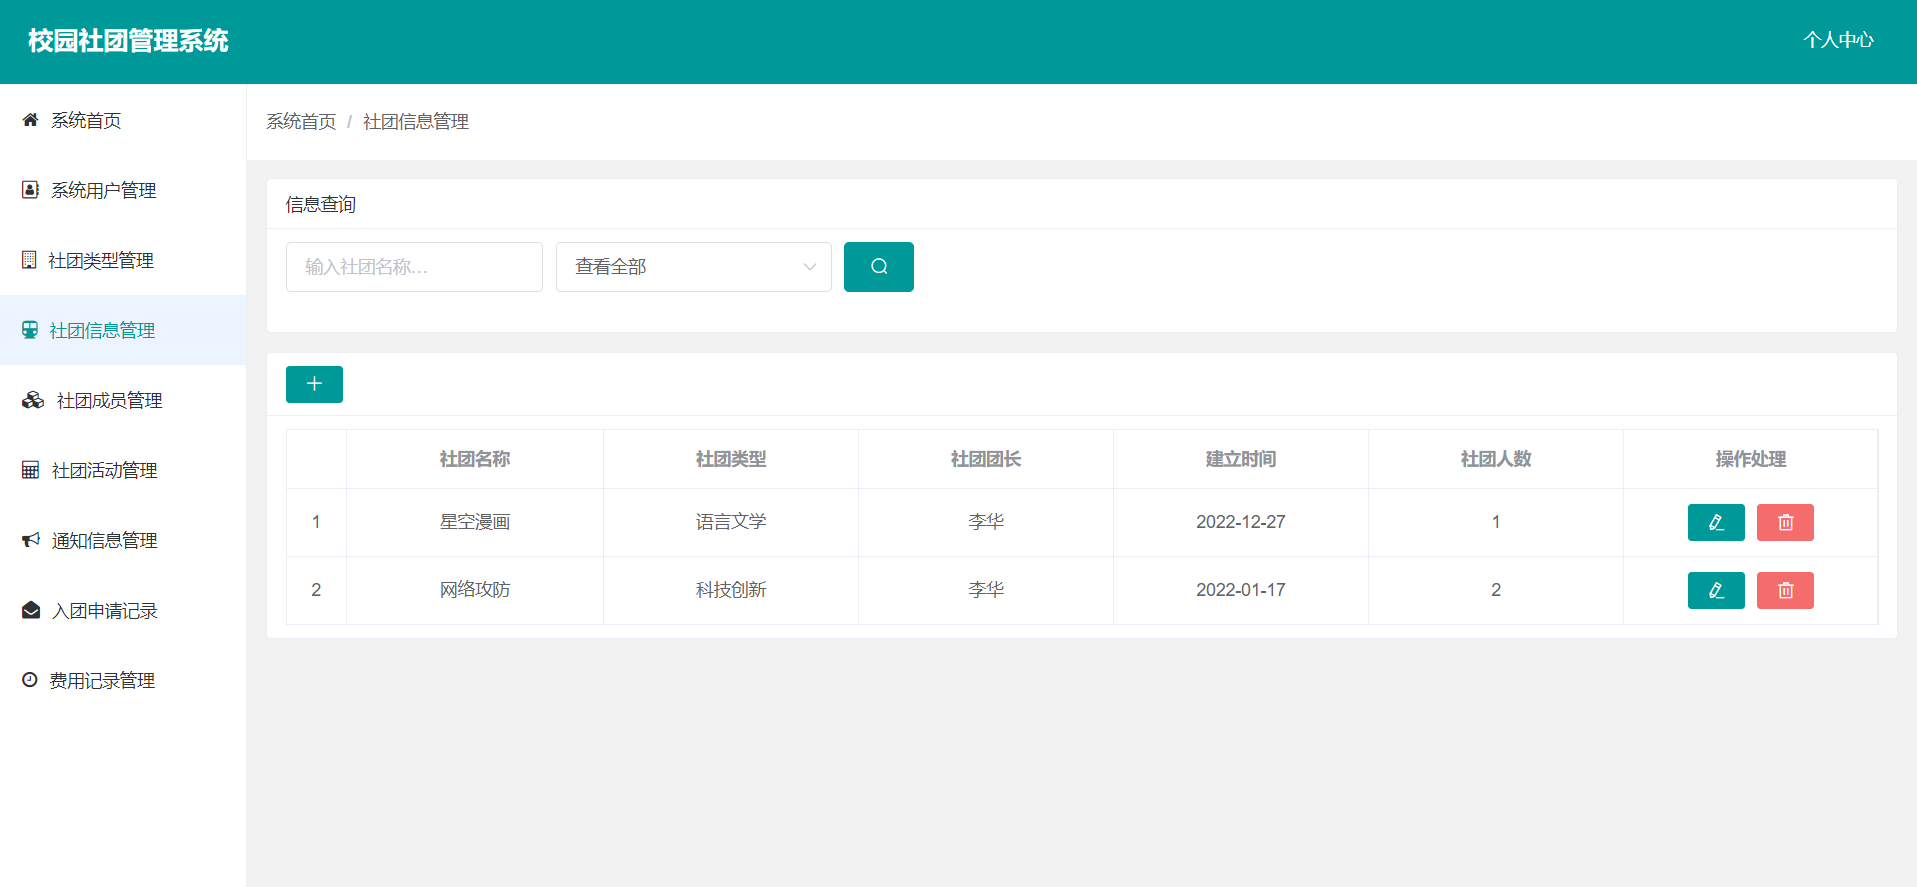 校园社团管理系统
个人中心
系统首页
系统用户管理
社团类型管理
社团信息管理
社团成员管理
社团活动管理
通知信息管理
入团申请记录
费用记录管理
系统首页 / 社团信息管理
信息查询
输入社团名称… 查看全部
社团名称 社团类型 社团团长 建立时间 社团人数 操作处理
1 星空漫画 语言文学 李华 2022-12-27 1
2 网络攻防 科技创新 李华 2022-01-17 2